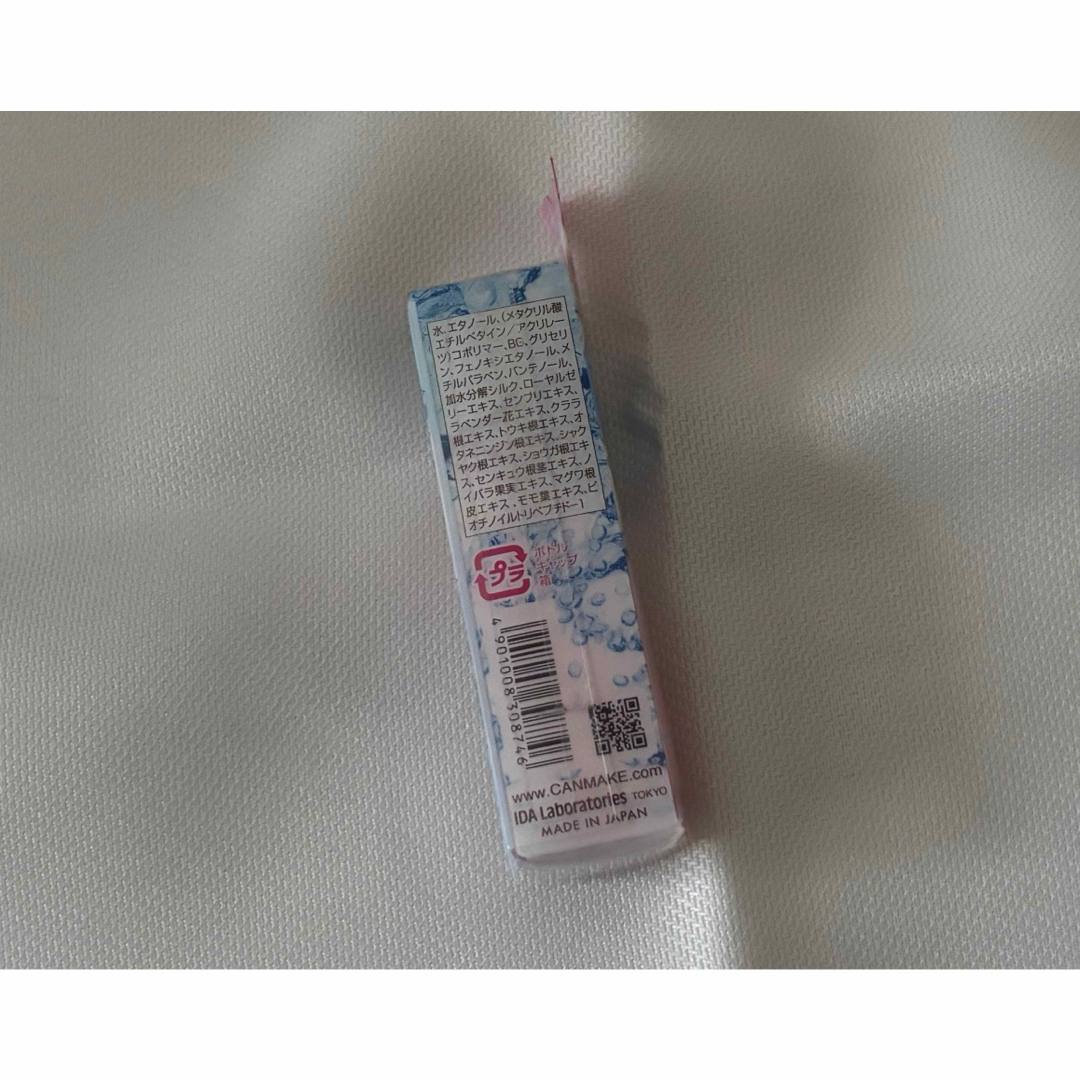 水、エタノール、(メタクリル酸
エチルベタイン／アクリレー
ツ)コポリマー、BG、グリセリ
ン、フェノキシエタノール、メ
チルパラベン、パンテノール、
加水分解シルク、ローヤルゼ
リーエキス、センブリエキス、
ラベンダー花エキス、クララ
根エキス、トウキ根エキス、オ
タネニンジン根エキス、シャク
ヤク根エキス、ショウガ根エキ
ス、センキュウ根茎エキス、ノ
イバラ果実エキス、マグワ根
皮エキス、モモ葉エキス、ビ
オチノイルトリペプチド－1
プラ
ボトル
キャップ
箱
4901008308746
www.CANMAKE.com
IDA Laboratories TOKYO
MADE IN JAPAN